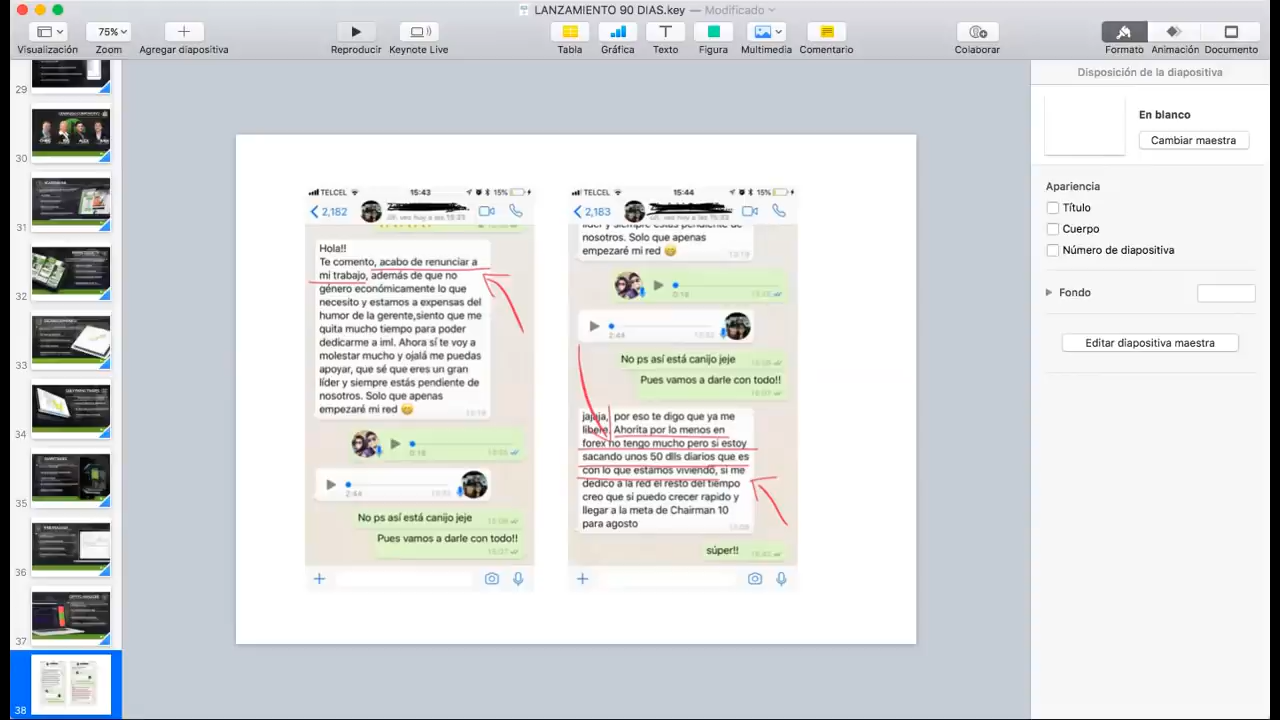 LANZAMIENTO 90 DIAS.key — Modificado
75%
Visualización Zoom Agregar diapositiva Reproducir Keynote Live Tabla Gráfica Texto Figura Multimedia Comentario Colaborar Formato Animación Documento
Disposición de la diapositiva
En blanco
Cambiar maestra
Apariencia
Título
Cuerpo
Número de diapositiva
Fondo
Editar diapositiva maestra
29
30
31
32
33
34
35
36
37
38
TELCEL 15:43 15%
2,182
Hola!!
Te comento, acabo de renunciar a
mi trabajo, además de que no
género económicamente lo que
necesito y estamos a expensas del
humor de la gerente,siento que me
quita mucho tiempo para poder
dedicarme a iml. Ahora sí te voy a
molestar mucho y ojalá me puedas
apoyar, que sé que eres un gran
líder y siempre estás pendiente de
nosotros. Solo que apenas
empezaré mi red
0:18
2:44
No ps así está canijo jeje
Pues vamos a darle con todo!!
TELCEL 15:44 15%
2,183
líder y siempre estás pendiente de
nosotros. Solo que apenas
empezaré mi red
0:18
2:44
No ps así está canijo jeje
Pues vamos a darle con todo!!
jajaja, por eso te digo que ya me
liberé. Ahorita por lo menos en
forex no tengo mucho pero si estoy
sacando unos 50 dlls diarios que es
con lo que estamos viviendo, si me
dedico a la red el resto del tiempo
creo que si puedo crecer rapido y
llegar a la meta de Chairman 10
para agosto
súper!!